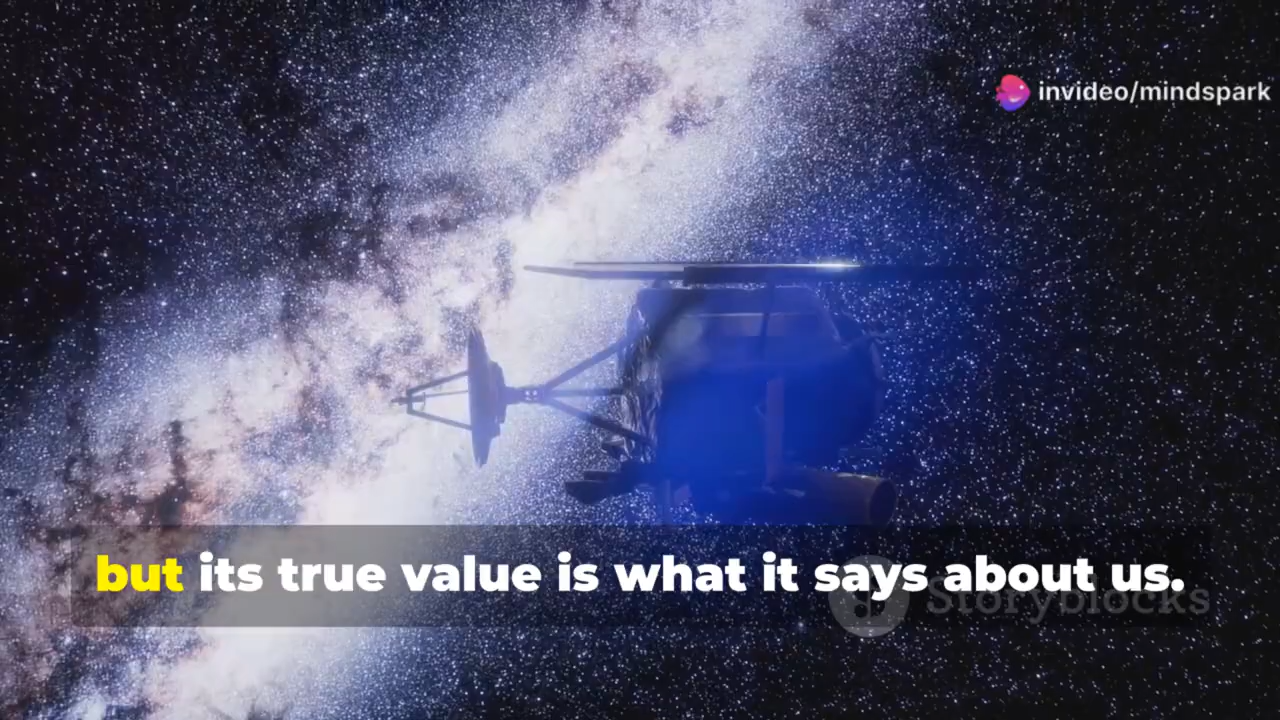 invideo/mindspark
but its true value is what it says about us.
Storyblocks